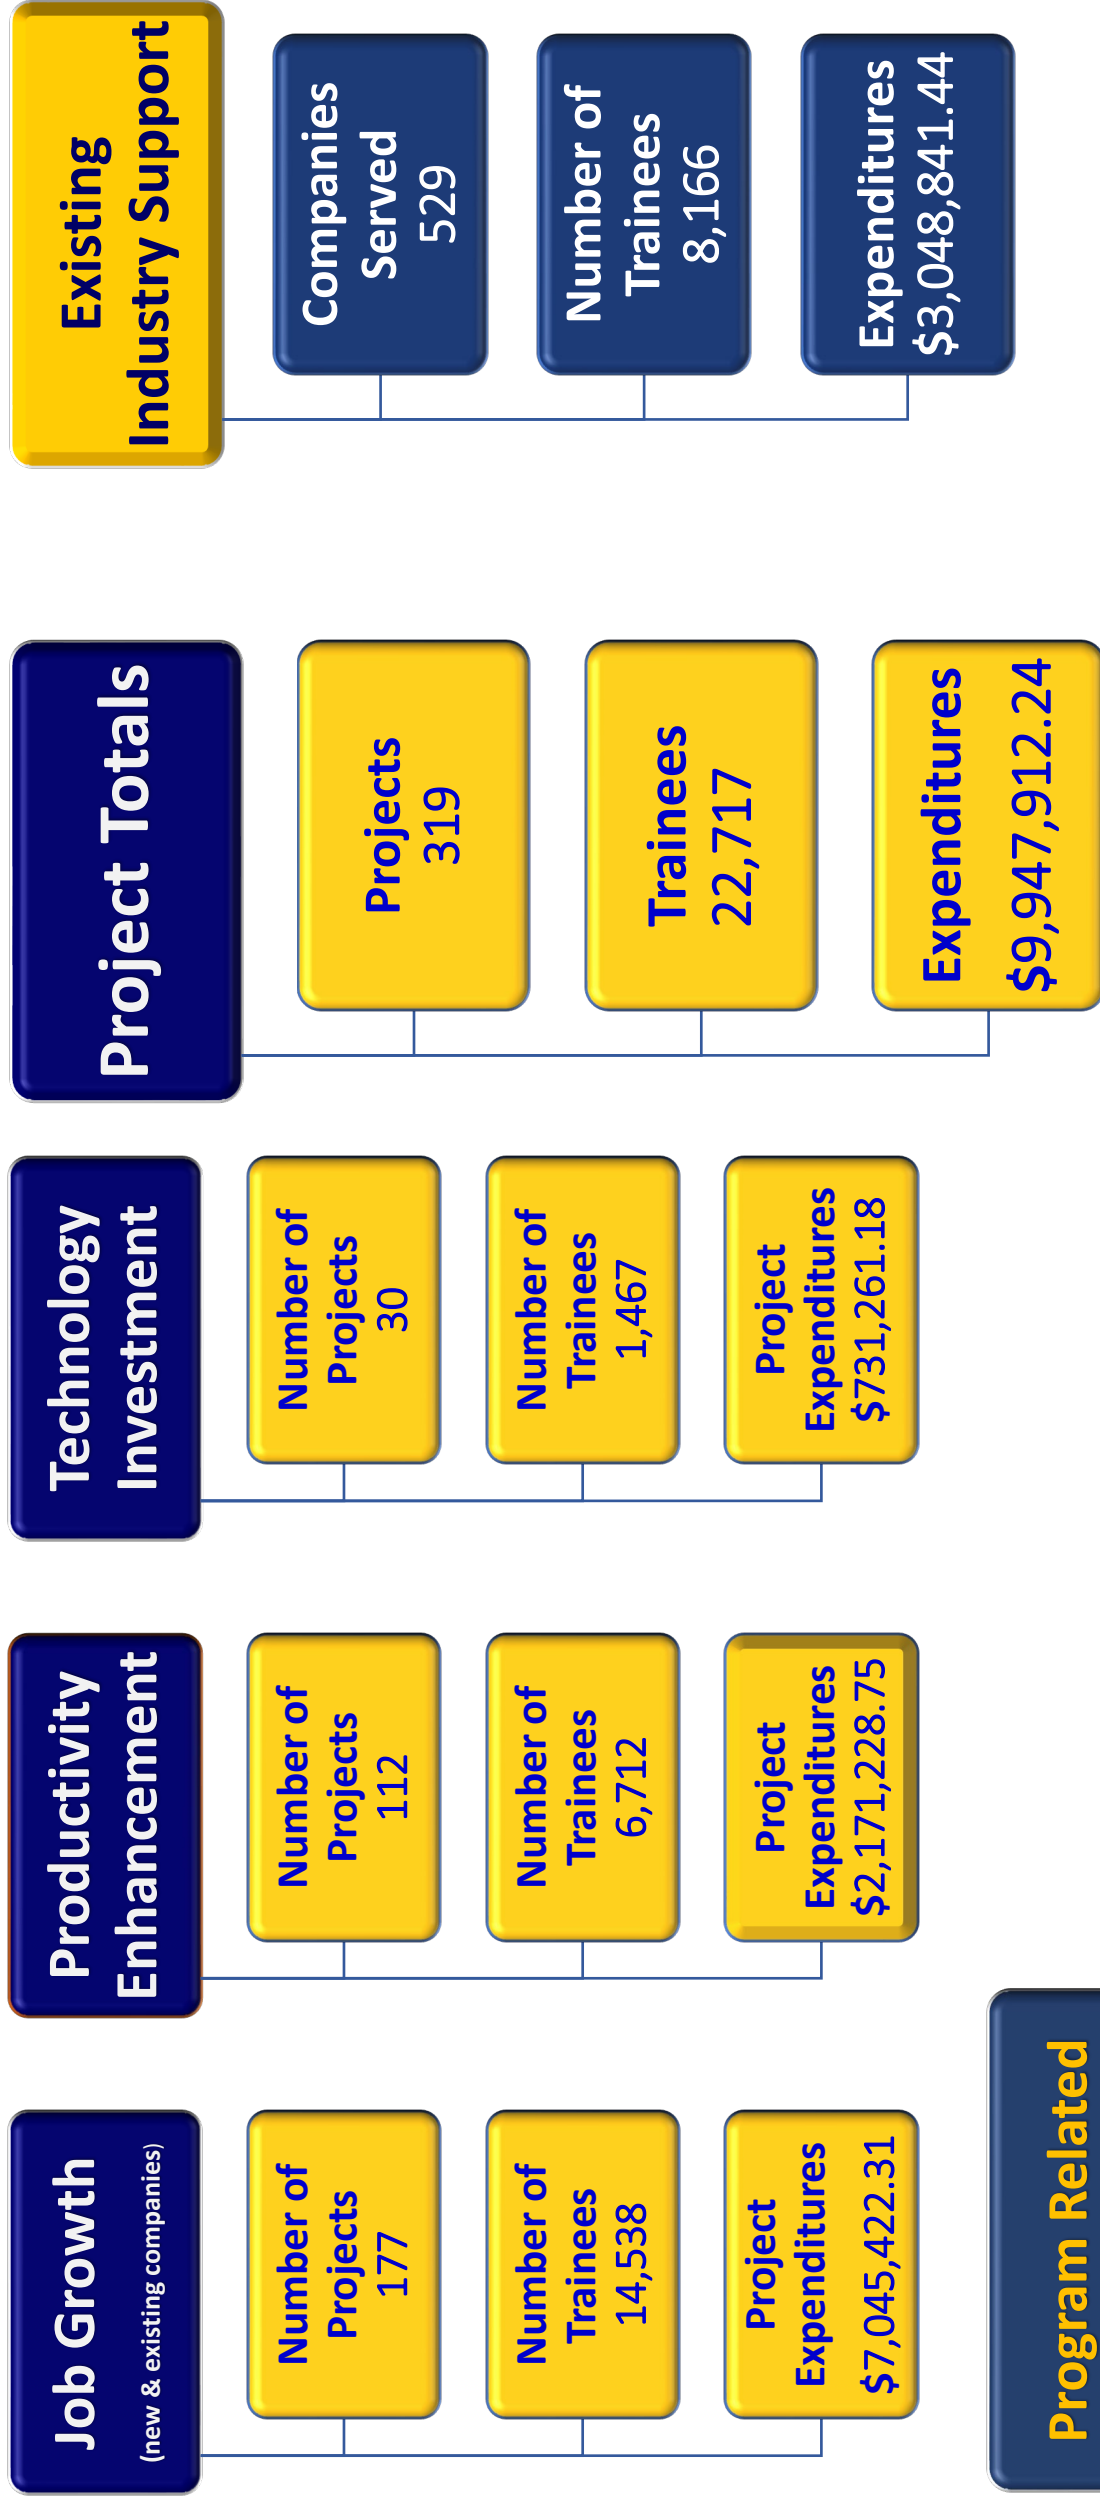 Job Growth
(new & existing companies)
Number of
Projects
177
Number of
Trainees
14,538
Project
Expenditures
$7,045,422.31
Productivity
Enhancement
Number of
Projects
112
Number of
Trainees
6,712
Project
Expenditures
$2,171,228.75
Technology
Investment
Number of
Projects
30
Number of
Trainees
1,467
Project
Expenditures
$731,261.18
Project Totals
Projects
319
Trainees
22,717
Expenditures
$9,947,912.24
Existing
Industry Support
Companies
Served
529
Number of
Trainees
8,166
Expenditures
$3,048,841.44
Program Related